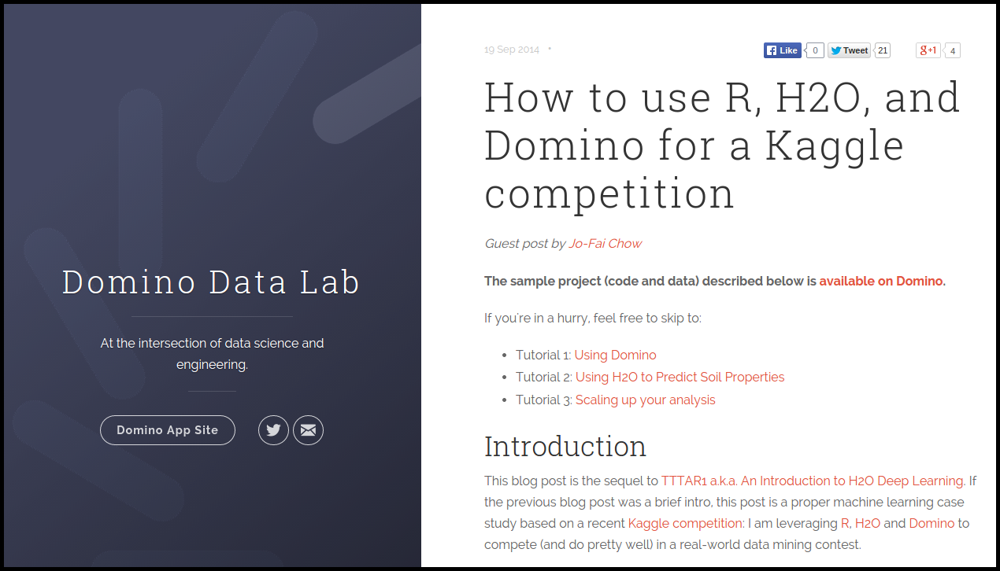 Domino Data Lab
At the intersection of data science and
engineering.
Domino App Site
19 Sep 2014 •
Like 0 Tweet 21 g+1 4
How to use R, H2O, and
Domino for a Kaggle
competition
Guest post by Jo-Fai Chow
The sample project (code and data) described below is available on Domino.
If you're in a hurry, feel free to skip to:
• Tutorial 1: Using Domino
• Tutorial 2: Using H2O to Predict Soil Properties
• Tutorial 3: Scaling up your analysis
Introduction
This blog post is the sequel to TTTAR1 a.k.a. An Introduction to H2O Deep Learning. If
the previous blog post was a brief intro, this post is a proper machine learning case
study based on a recent Kaggle competition: I am leveraging R, H2O and Domino to
compete (and do pretty well) in a real-world data mining contest.